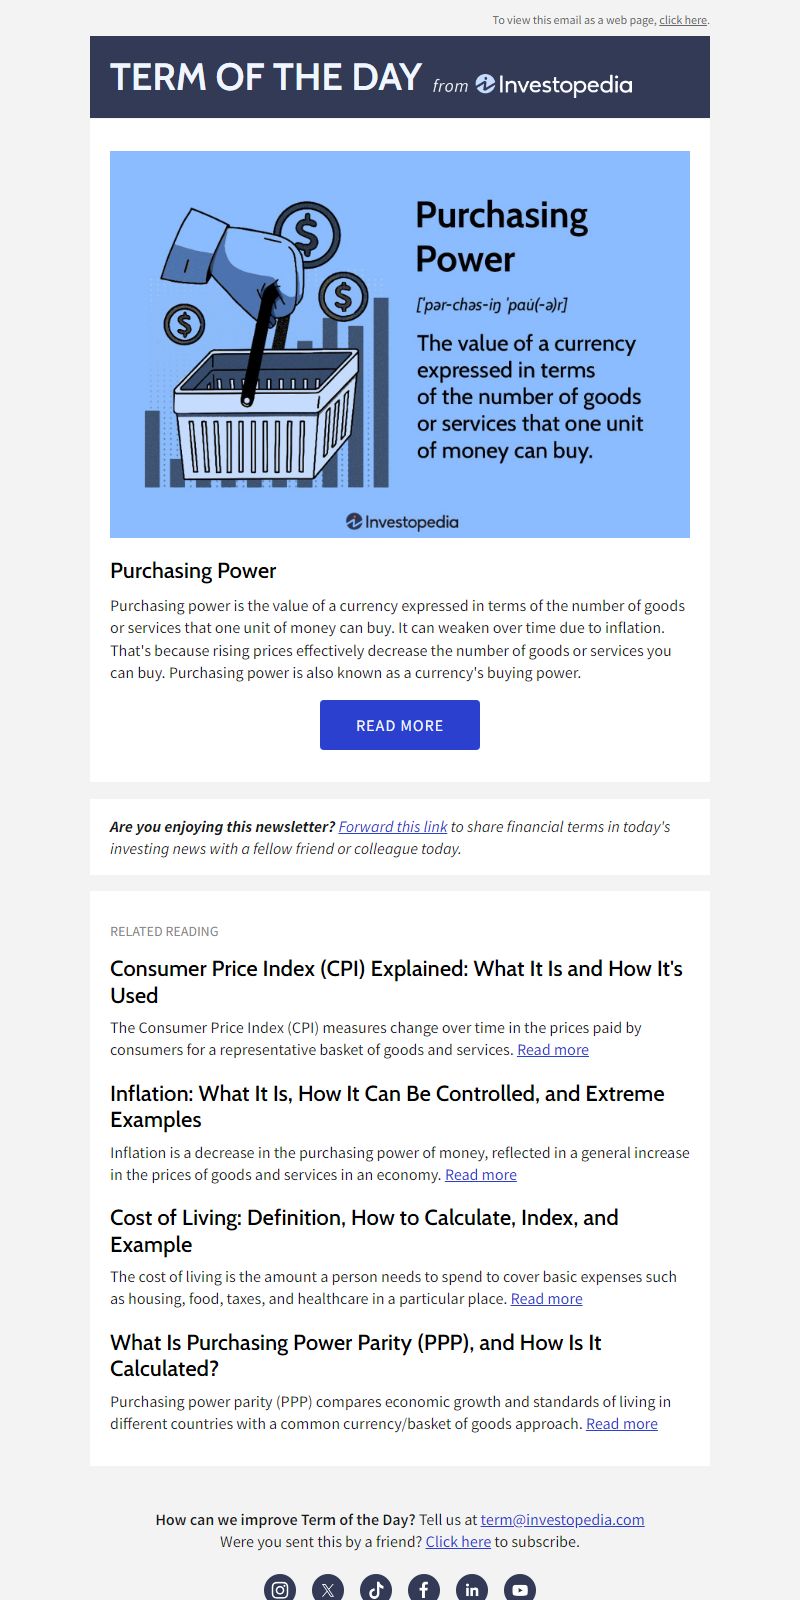 To view this email as a web page, click here.
TERM OF THE DAY from Investopedia
Purchasing
Power
['pər-chəs-iŋ 'pau̇(-ə)r]
The value of a currency
expressed in terms
of the number of goods
or services that one unit
of money can buy.
$
$
$
Investopedia
Purchasing Power
Purchasing power is the value of a currency expressed in terms of the number of goods
or services that one unit of money can buy. It can weaken over time due to inflation.
That's because rising prices effectively decrease the number of goods or services you
can buy. Purchasing power is also known as a currency's buying power.
READ MORE
Are you enjoying this newsletter? Forward this link to share financial terms in today's
investing news with a fellow friend or colleague today.
RELATED READING
Consumer Price Index (CPI) Explained: What It Is and How It's
Used
The Consumer Price Index (CPI) measures change over time in the prices paid by
consumers for a representative basket of goods and services. Read more
Inflation: What It Is, How It Can Be Controlled, and Extreme
Examples
Inflation is a decrease in the purchasing power of money, reflected in a general increase
in the prices of goods and services in an economy. Read more
Cost of Living: Definition, How to Calculate, Index, and
Example
The cost of living is the amount a person needs to spend to cover basic expenses such
as housing, food, taxes, and healthcare in a particular place. Read more
What Is Purchasing Power Parity (PPP), and How Is It
Calculated?
Purchasing power parity (PPP) compares economic growth and standards of living in
different countries with a common currency/basket of goods approach. Read more
How can we improve Term of the Day? Tell us at term@investopedia.com
Were you sent this by a friend? Click here to subscribe.